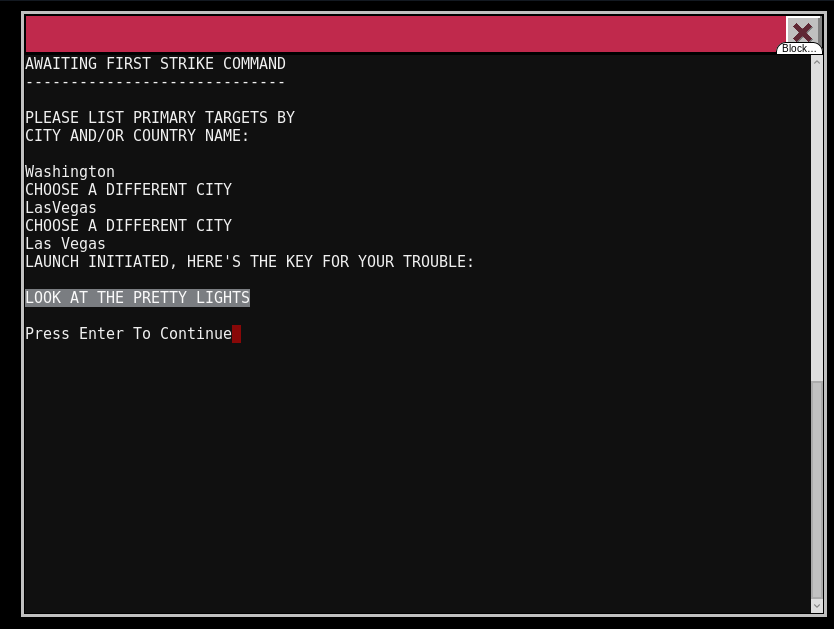 Block...
AWAITING FIRST STRIKE COMMAND
-----------------------------
PLEASE LIST PRIMARY TARGETS BY
CITY AND/OR COUNTRY NAME:
Washington
CHOOSE A DIFFERENT CITY
LasVegas
CHOOSE A DIFFERENT CITY
Las Vegas
LAUNCH INITIATED, HERE'S THE KEY FOR YOUR TROUBLE:
LOOK AT THE PRETTY LIGHTS
Press Enter To Continue